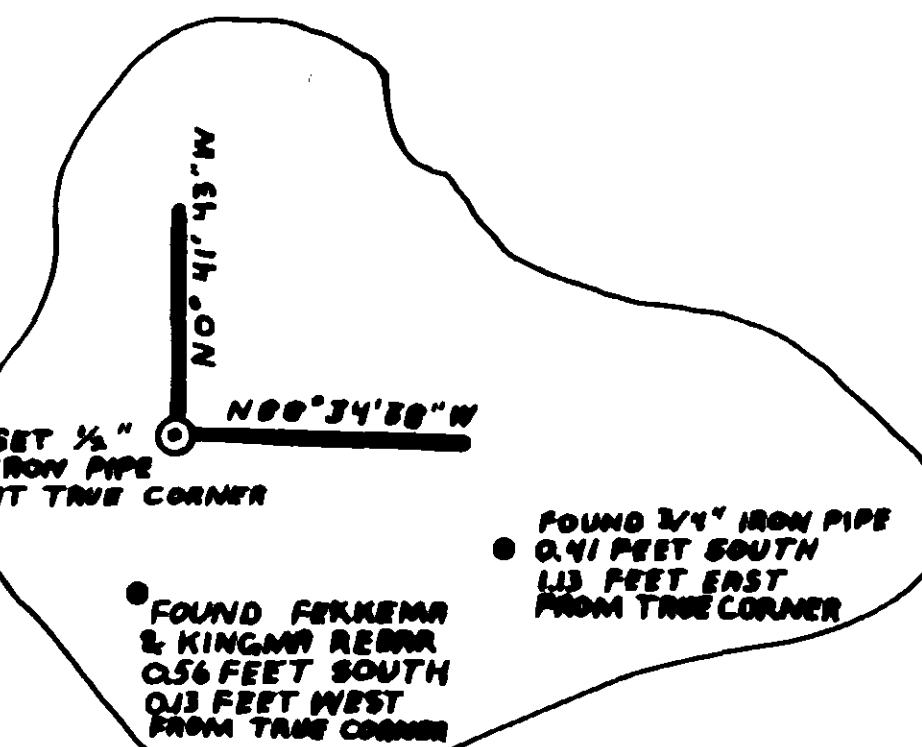 N0° 41' 43" W
N88° 34' 38" W
SET 1/2"
IRON PIPE
AT TRUE CORNER
FOUND 3/4" IRON PIPE
0.41 FEET SOUTH
1.13 FEET EAST
FROM TRUE CORNER
FOUND FEKKEMA
& KINGMA REBAR
0.56 FEET SOUTH
0.13 FEET WEST
FROM TRUE CORNER